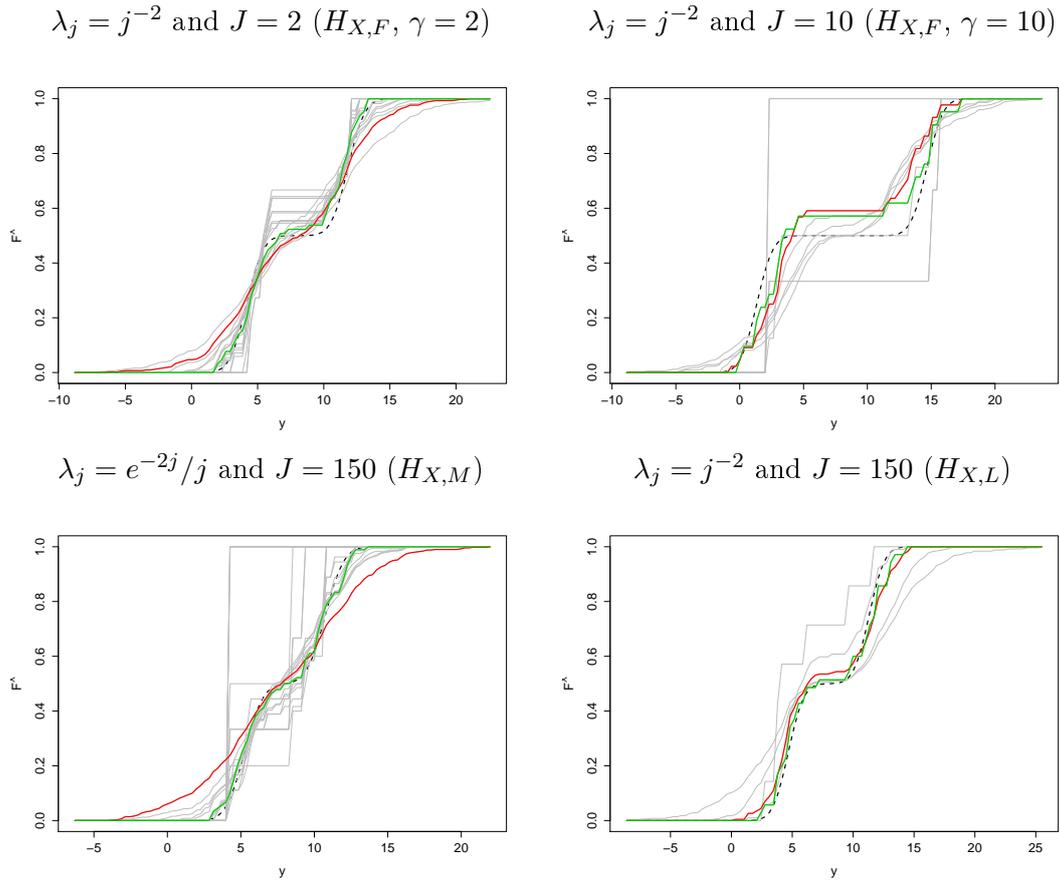 λ_j = j^{-2} and J = 2 (H_{X,F}, γ = 2)
λ_j = j^{-2} and J = 10 (H_{X,F}, γ = 10)
F^
0.0 0.2 0.4 0.6 0.8 1.0
−10 −5 0 5 10 15 20
y
F^
0.0 0.2 0.4 0.6 0.8 1.0
−10 −5 0 5 10 15 20
y
λ_j = e^{-2j}/j and J = 150 (H_{X,M})
λ_j = j^{-2} and J = 150 (H_{X,L})
F^
0.0 0.2 0.4 0.6 0.8 1.0
−5 0 5 10 15 20
y
F^
0.0 0.2 0.4 0.6 0.8 1.0
−5 0 5 10 15 20 25
y